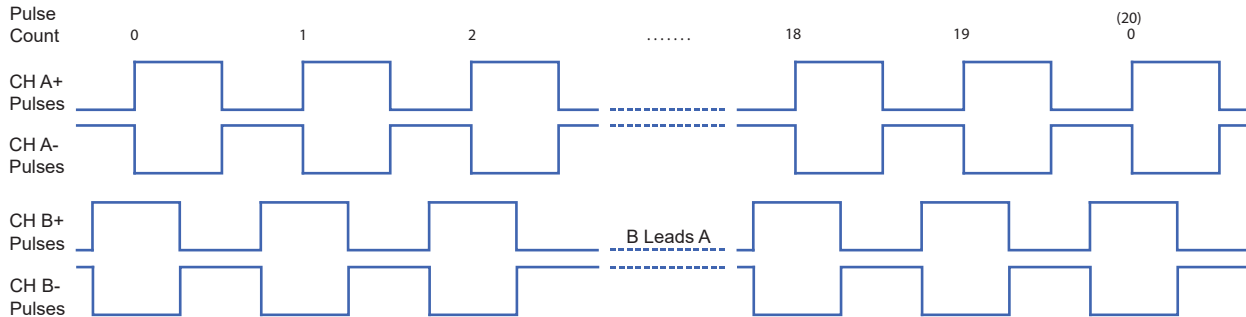 Pulse
Count
0 1 2 ....... 18 19 (20)
0
CH A+
Pulses
CH A-
Pulses
CH B+
Pulses
B Leads A
CH B-
Pulses